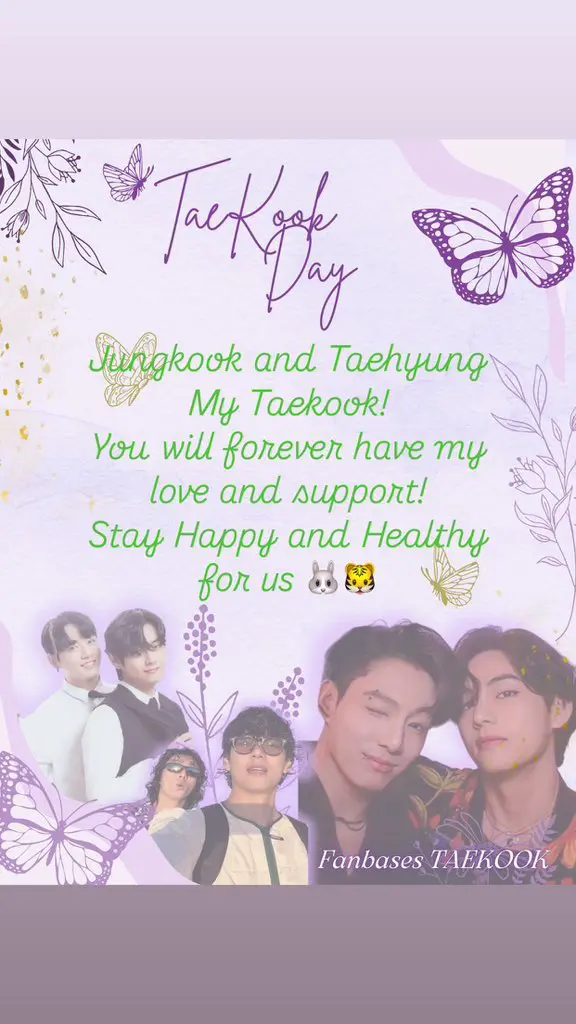 TaeKook
Day
Jungkook and Taehyung
My Taekook!
You will forever have my
love and support!
Stay Happy and Healthy
for us 🐰🐯
Fanbases TAEKOOK